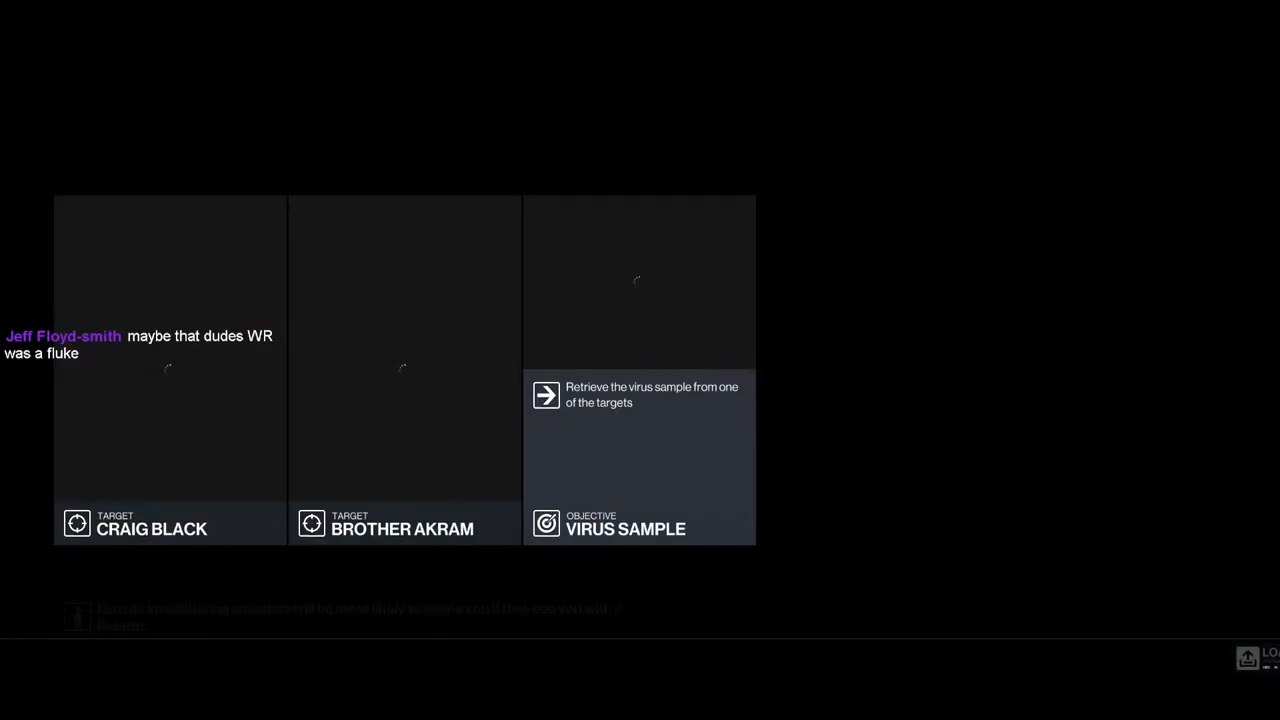 Jeff Floyd-smith maybe that dudes WR
was a fluke
TARGET
CRAIG BLACK
TARGET
BROTHER AKRAM
Retrieve the virus sample from one
of the targets
OBJECTIVE
VIRUS SAMPLE